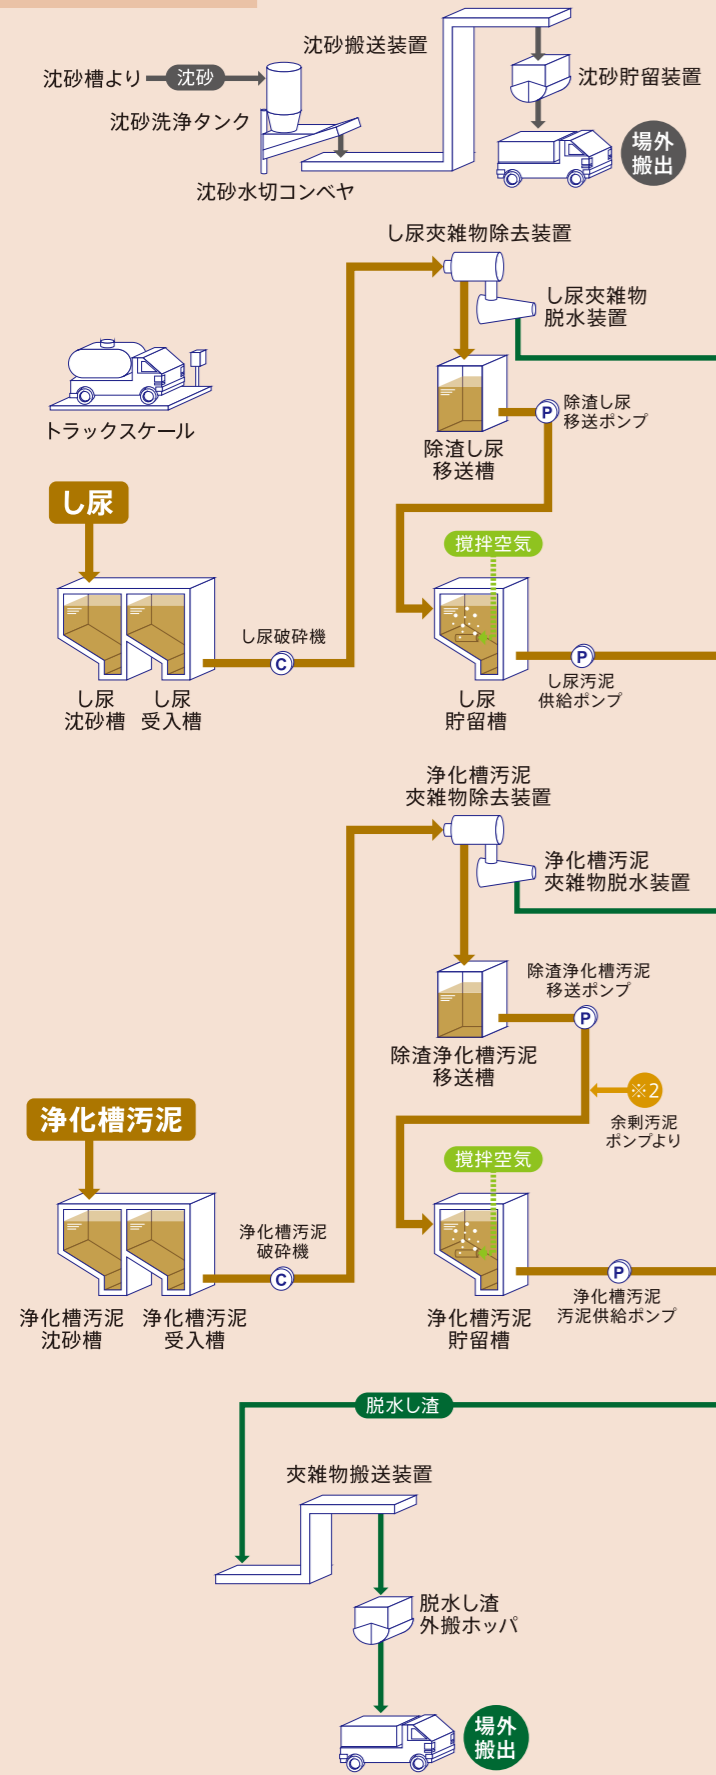 沈砂搬送装置
沈砂槽より
沈砂
沈砂貯留装置
沈砂洗浄タンク
場外
搬出
沈砂水切コンベヤ
し尿夾雑物除去装置
し尿夾雑物
脱水装置
トラックスケール
除渣し尿
移送ポンプ
除渣し尿
移送槽
し尿
撹拌空気
し尿破砕機
C
P
P
し尿
沈砂槽
し尿
受入槽
し尿
貯留槽
し尿汚泥
供給ポンプ
浄化槽汚泥
夾雑物除去装置
浄化槽汚泥
夾雑物脱水装置
除渣浄化槽汚泥
移送ポンプ
P
除渣浄化槽汚泥
移送槽
※2
余剰汚泥
ポンプより
浄化槽汚泥
撹拌空気
浄化槽汚泥
破砕機
C
P
浄化槽汚泥
沈砂槽
浄化槽汚泥
受入槽
浄化槽汚泥
貯留槽
浄化槽汚泥
汚泥供給ポンプ
脱水し渣
夾雑物搬送装置
脱水し渣
外搬ホッパ
場外
搬出